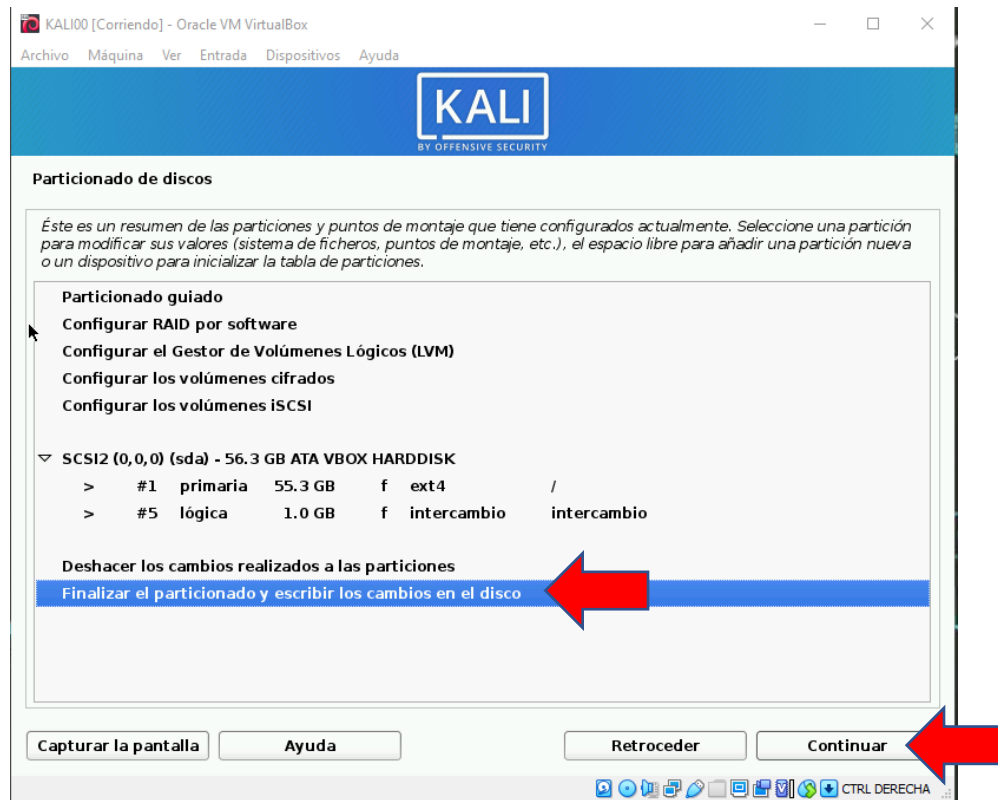 KALI00 [Corriendo] - Oracle VM VirtualBox
Archivo Máquina Ver Entrada Dispositivos Ayuda
KALI
BY OFFENSIVE SECURITY
Particionado de discos
Éste es un resumen de las particiones y puntos de montaje que tiene configurados actualmente. Seleccione una partición
para modificar sus valores (sistema de ficheros, puntos de montaje, etc.), el espacio libre para añadir una partición nueva
o un dispositivo para inicializar la tabla de particiones.
Particionado guiado
Configurar RAID por software
Configurar el Gestor de Volúmenes Lógicos (LVM)
Configurar los volúmenes cifrados
Configurar los volúmenes iSCSI
SCSI2 (0,0,0) (sda) - 56.3 GB ATA VBOX HARDDISK
> #1 primaria 55.3 GB f ext4 /
> #5 lógica 1.0 GB f intercambio intercambio
Deshacer los cambios realizados a las particiones
Finalizar el particionado y escribir los cambios en el disco
Capturar la pantalla Ayuda Retroceder Continuar
CTRL DERECHA